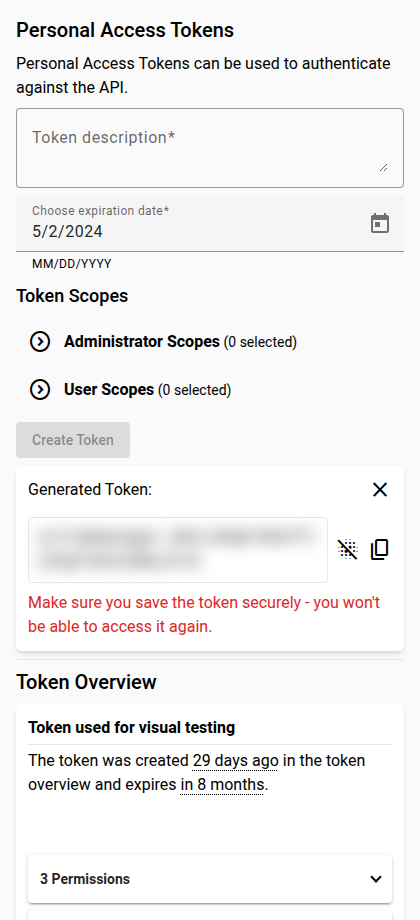 Personal Access Tokens
Personal Access Tokens can be used to authenticate
against the API.
Token description*
Choose expiration date*
5/2/2024
MM/DD/YYYY
Token Scopes
Administrator Scopes (0 selected)
User Scopes (0 selected)
Create Token
Generated Token:
Make sure you save the token securely - you won't
be able to access it again.
Token Overview
Token used for visual testing
The token was created 29 days ago in the token
overview and expires in 8 months.
3 Permissions